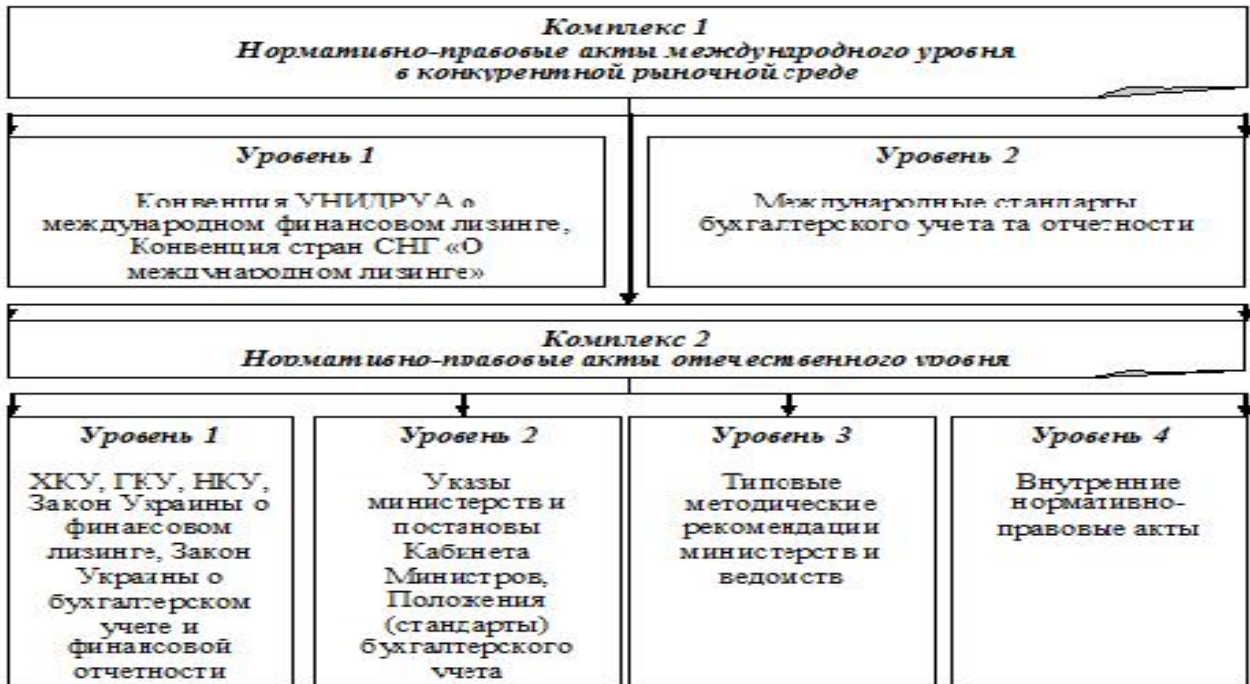 Комплекс 1
Нормативно-правовые акты международного уровня
в конкурентной рыночной среде
Уровень 1
Конвенция УНИДРУА о
международном финансовом лизинге,
Конвенция стран СНГ «О
международном лизинге»
Уровень 2
Международные стандарты
бухгалтерского учета та отчетности
Комплекс 2
Нормативно-правовые акты отечественного уровня
Уровень 1
ХКУ, ГКУ, НКУ,
Закон Украины о
финансовом
лизинге, Закон
Украины о
бухгалтерском
учете и
финансовой
отчетности
Уровень 2
Указы
министерств и
постановы
Кабинета
Министров,
Положения
(стандарты)
бухгалтерского
учета
Уровень 3
Типовые
методические
рекомендации
министерств и
ведомств
Уровень 4
Внутренние
нормативно-
правовые акты